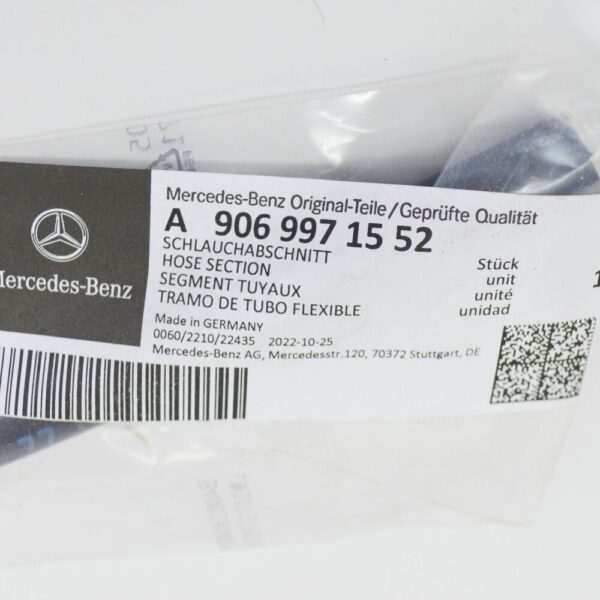 Mercedes-Benz Original-Teile/Geprüfte Qualität
A 906 997 15 52
SCHLAUCHABSCHNITT
HOSE SECTION
SEGMENT TUYAUX
TRAMO DE TUBO FLEXIBLE
Stück
unit
unité
unidad
1
Mercedes-Benz
Made in GERMANY
0060/2210/22435 2022-10-25
Mercedes-Benz AG, Mercedesstr.120, 70372 Stuttgart, DE